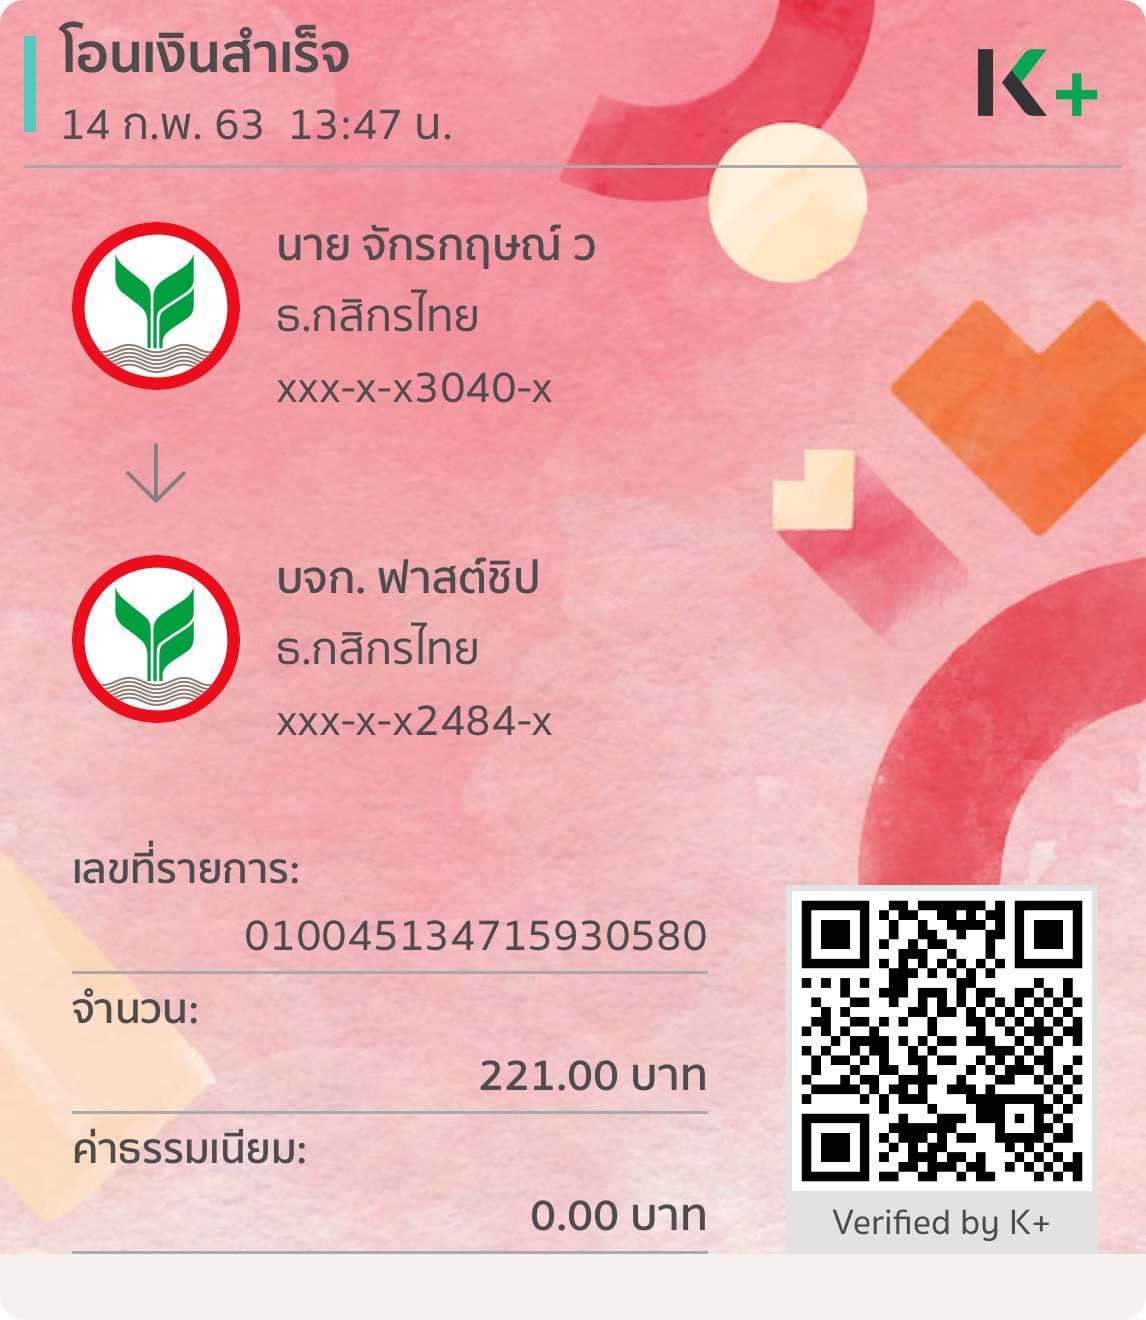 โอนเงินสำเร็จ
14 ก.พ. 63 13:47 น.
K+
นาย จักรกฤษณ์ ว
ธ.กสิกรไทย
xxx-x-x3040-x
บจก. ฟาสต์ชิป
ธ.กสิกรไทย
xxx-x-x2484-x
เลขที่รายการ:
010045134715930580
จำนวน:
221.00 บาท
ค่าธรรมเนียม:
0.00 บาท
Verified by K+